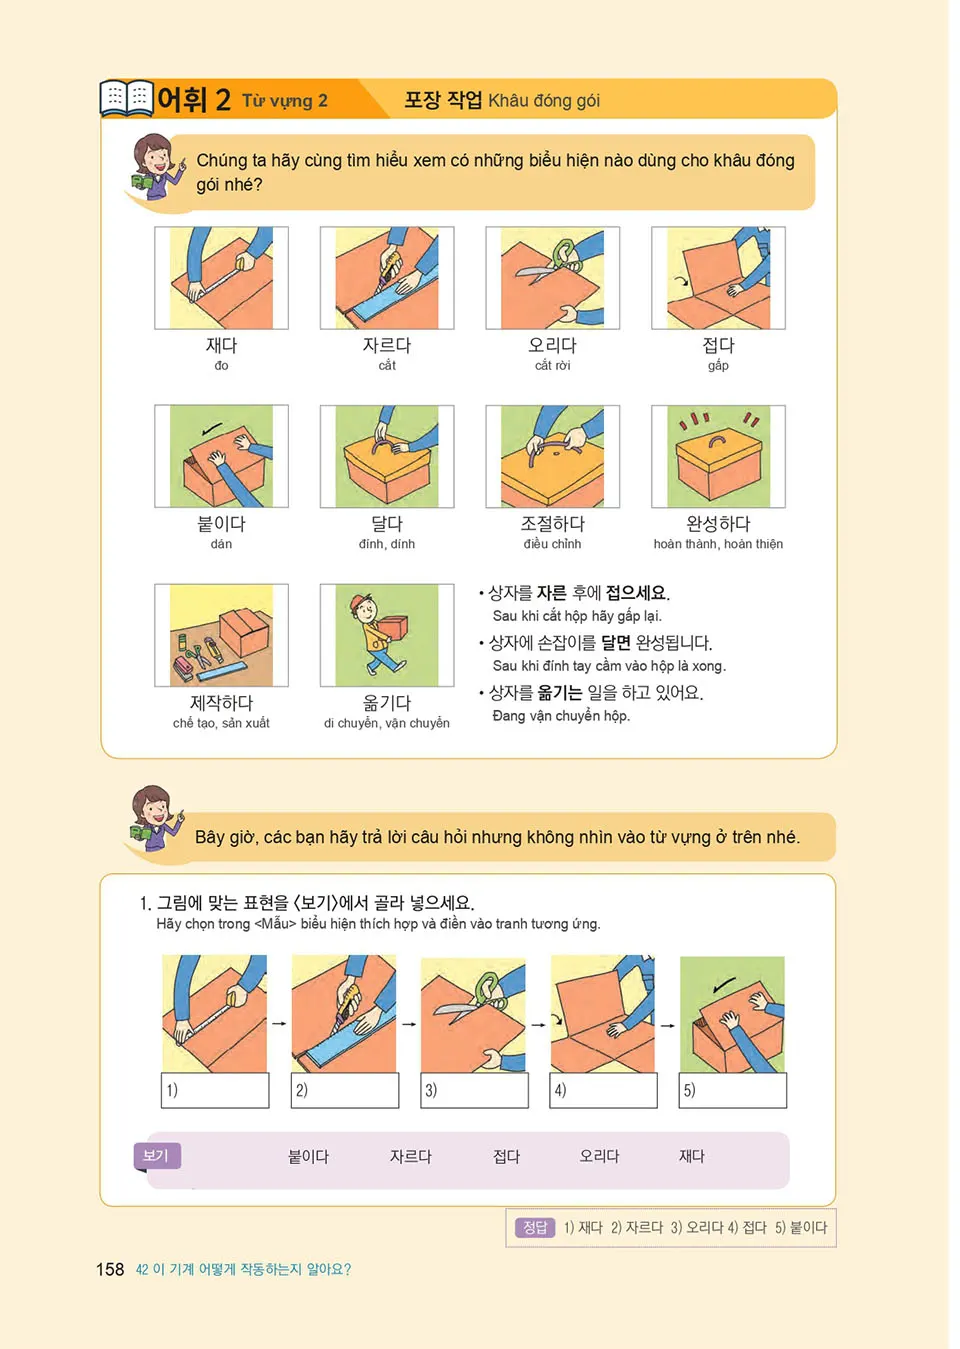 어휘 2 Từ vựng 2 포장 작업 Khâu đóng gói
Chúng ta hãy cùng tìm hiểu xem có những biểu hiện nào dùng cho khâu đóng
gói nhé?
재다 자르다 오리다 접다
đo cắt cắt rời gấp
붙이다 달다 조절하다 완성하다
dán đính, dính điều chỉnh hoàn thành, hoàn thiện
제작하다 옮기다
chế tạo, sản xuất di chuyển, vận chuyển
• 상자를 자른 후에 접으세요.
Sau khi cắt hộp hãy gấp lại.
• 상자에 손잡이를 달면 완성됩니다.
Sau khi đính tay cầm vào hộp là xong.
• 상자를 옮기는 일을 하고 있어요.
Đang vận chuyển hộp.
Bây giờ, các bạn hãy trả lời câu hỏi nhưng không nhìn vào từ vựng ở trên nhé.
1. 그림에 맞는 표현을 〈보기〉에서 골라 넣으세요.
Hãy chọn trong <Mẫu> biểu hiện thích hợp và điền vào tranh tương ứng.
1) 2) 3) 4) 5)
보기 붙이다 자르다 접다 오리다 재다
정답 1) 재다 2) 자르다 3) 오리다 4) 접다 5) 붙이다
158 42 이 기계 어떻게 작동하는지 알아요?